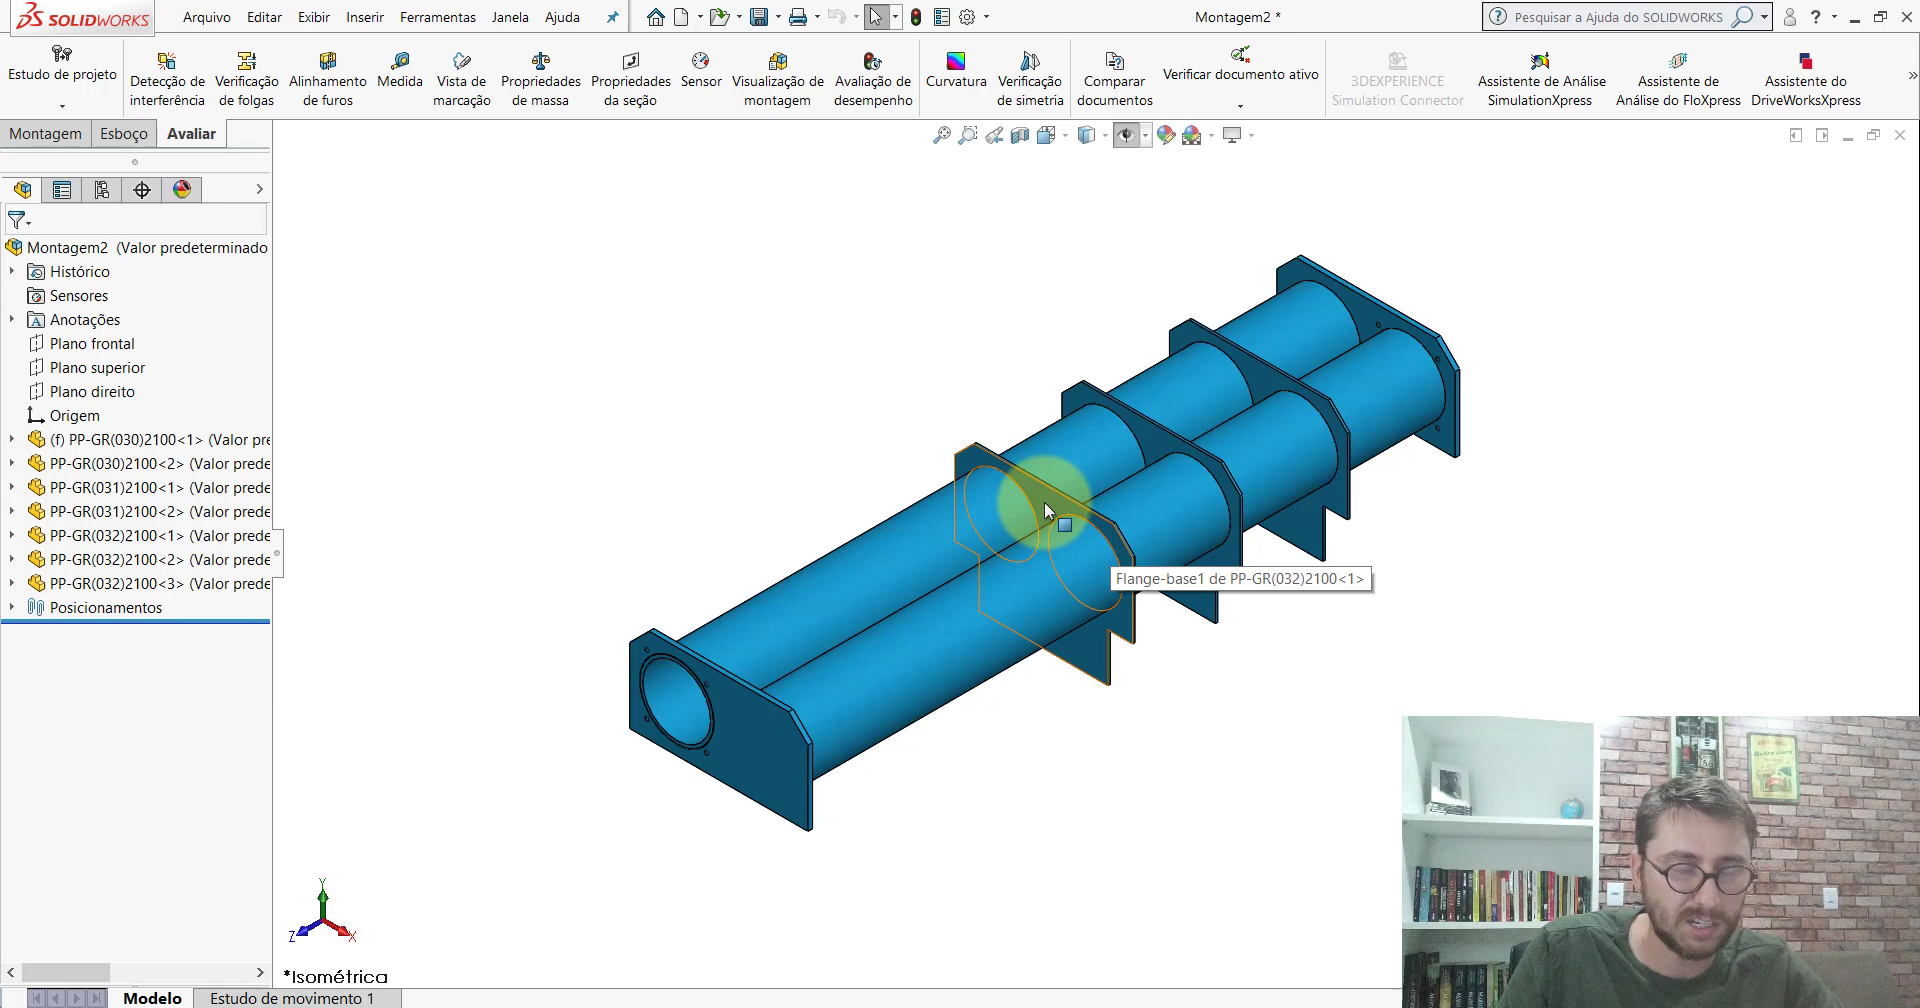 SOLIDWORKS
Arquivo Editar Exibir Inserir Ferramentas Janela Ajuda
Montagem2 *
Pesquisar a Ajuda do SOLIDWORKS
Estudo de projeto
Detecção de interferência
Verificação de folgas
Alinhamento de furos
Medida
Vista de marcação
Propriedades de massa
Propriedades da seção
Sensor
Visualização de montagem
Avaliação de desempenho
Curvatura
Verificação de simetria
Comparar documentos
Verificar documento ativo
3DEXPERIENCE Simulation Connector
Assistente de Análise SimulationXpress
Assistente de Análise do FloXpress
Assistente do DriveWorksXpress
Montagem Esboço Avaliar
Montagem2 (Valor predeterminado
Histórico
Sensores
Anotações
Plano frontal
Plano superior
Plano direito
Origem
(f) PP-GR(030)2100<1> (Valor pre
PP-GR(030)2100<2> (Valor prede
PP-GR(031)2100<1> (Valor prede
PP-GR(031)2100<2> (Valor prede
PP-GR(032)2100<1> (Valor prede
PP-GR(032)2100<2> (Valor prede
PP-GR(032)2100<3> (Valor prede
Posicionamentos
Flange-base1 de PP-GR(032)2100<1>
Y
Z
X
*Isométrica
Modelo Estudo de movimento 1